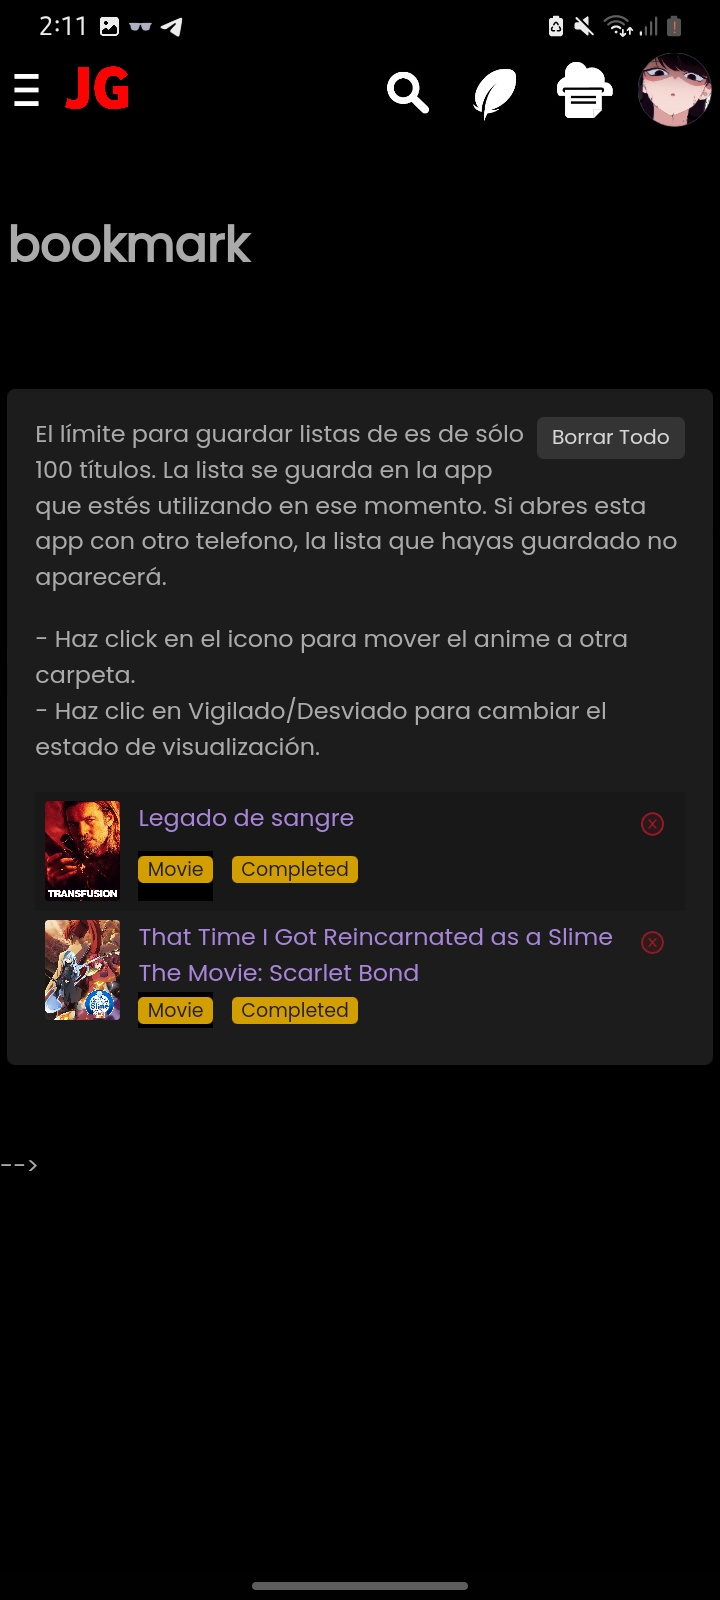 2:11
JG
bookmark
El límite para guardar listas de es de sólo
Borrar Todo
100 títulos. La lista se guarda en la app
que estés utilizando en ese momento. Si abres esta
app con otro telefono, la lista que hayas guardado no
aparecerá.
- Haz click en el icono para mover el anime a otra
carpeta.
- Haz clic en Vigilado/Desviado para cambiar el
estado de visualización.
TRANSFUSION
Legado de sangre
Movie Completed
That Time I Got Reincarnated as a Slime
The Movie: Scarlet Bond
Movie Completed
-->